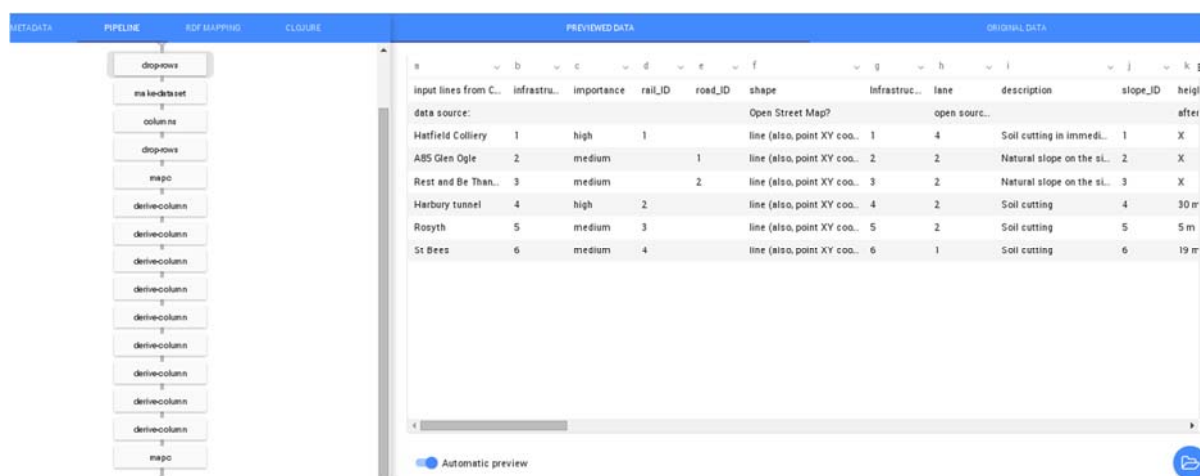 METADATA PIPELINE RDF MAPPING CLOJURE PREVIEWED DATA ORIGINAL DATA
drop-rows
make-dataset
columns
drop-rows
mapc
derive-column
derive-column
derive-column
derive-column
derive-column
derive-column
derive-column
derive-column
derive-column
mapc
a b c d e f g h i j k
input lines from C... infrastru... importance rail_ID road_ID shape Infrastruc... lane description slope_ID heigh
data source: Open Street Map? open sourc... after
Hatfield Colliery 1 high 1 line (also, point XY coo... 1 4 Soil cutting in immedi... 1 X
A85 Glen Ogle 2 medium 1 line (also, point XY coo... 2 2 Natural slope on the si... 2 X
Rest and Be Than... 3 medium 2 line (also, point XY coo... 3 2 Natural slope on the si... 3 X
Harbury tunnel 4 high 2 line (also, point XY coo... 4 2 Soil cutting 4 30 m
Rosyth 5 medium 3 line (also, point XY coo... 5 2 Soil cutting 5 5 m
St Bees 6 medium 4 line (also, point XY coo... 6 1 Soil cutting 6 19 m
Automatic preview